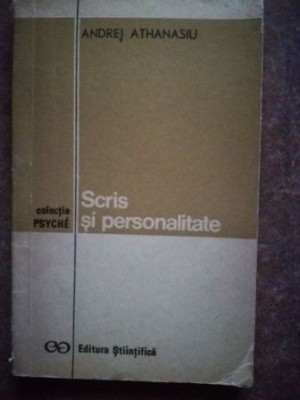 ANDREJ ATHANASIU
Scris
și personalitate
colecția
PSYCHÉ
Editura Științifică